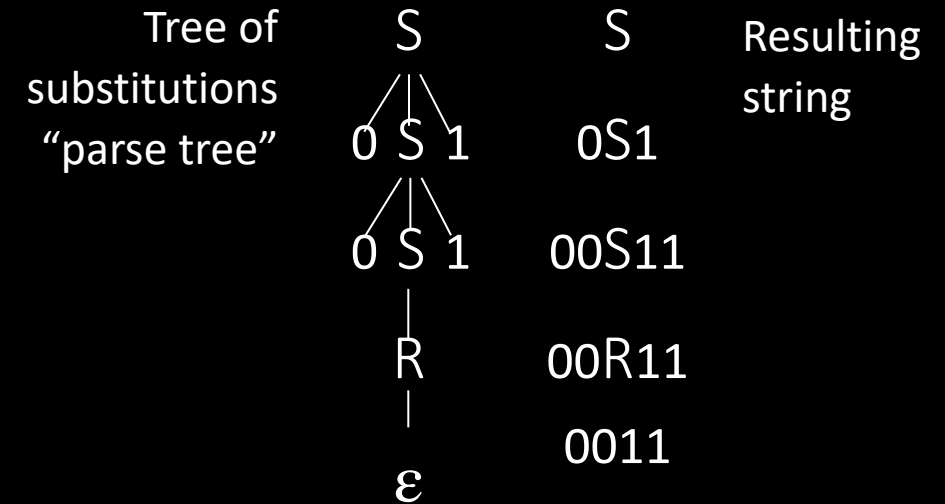 Tree of
substitutions
“parse tree”
S
0 S 1
0 S 1
R
ε
S
0S1
00S11
00R11
0011
Resulting
string